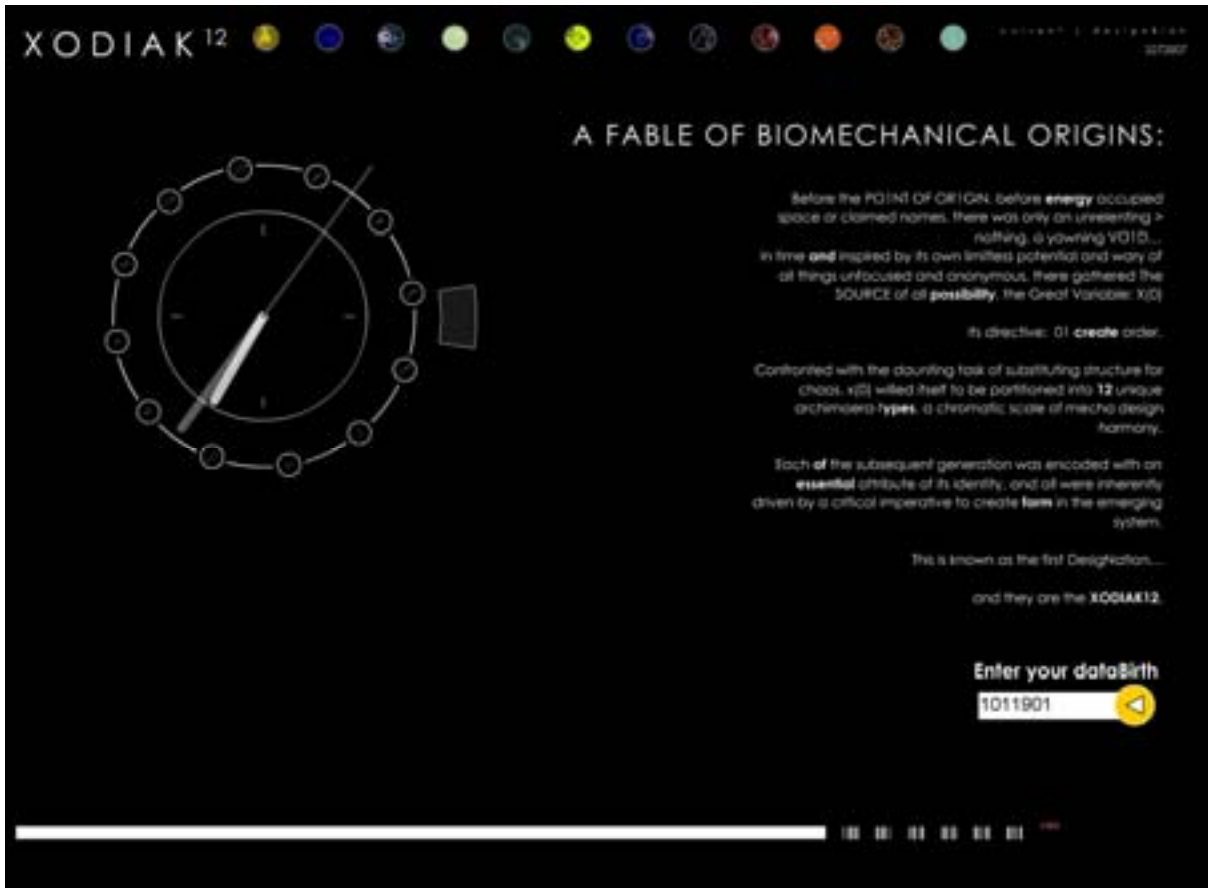 XODIAK12
A FABLE OF BIOMECHANICAL ORIGINS:
Before the PO1NT OF OR1GIN, before energy occupied
space or claimed names, there was only an unrelenting >
nothing, a yawning VO1D...
in time and inspired by its own limitless potential and wary of
all things unfocused and anonymous, there gathered The
SOURCE of all possibility, the Great Variable: X(0)
its directive: 01 create order.
Confronted with the daunting task of substituting structure for
chaos, x(0) willed itself to be partitioned into 12 unique
archimaera-types, a chromatic scale of mecha design
harmony.
Each of the subsequent generation was encoded with an
essential attribute of its identity, and all were inherently
driven by a critical imperative to create form in the emerging
system.
This is known as the first DesigNation...
and they are the XODIAK12.
Enter your dataBirth
1011901